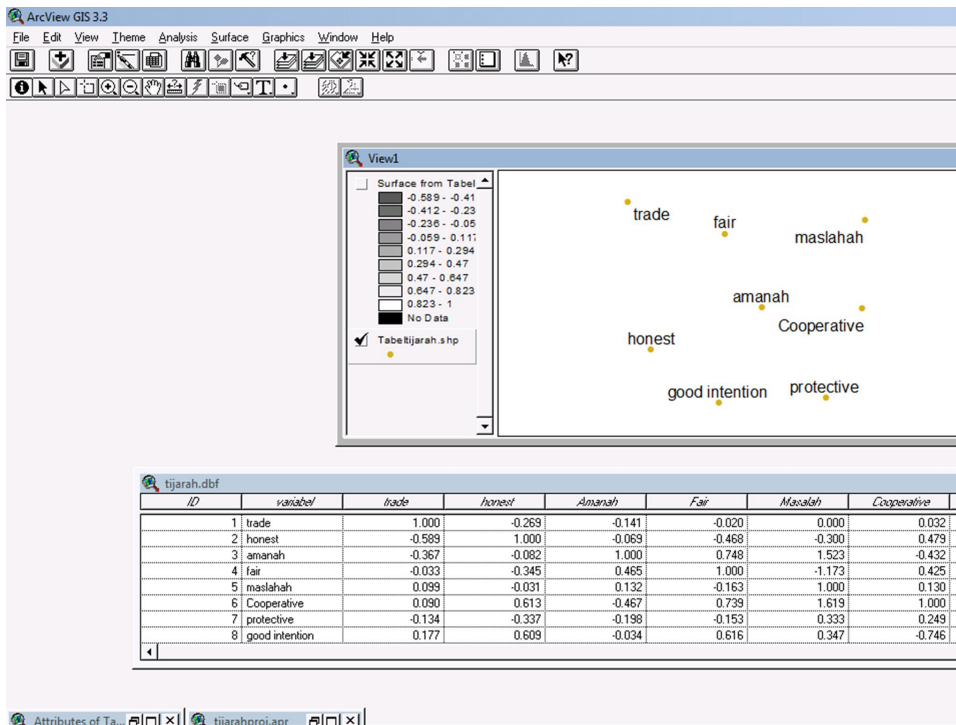 ArcView GIS 3.3
File Edit View Theme Analysis Surface Graphics Window Help
View1
Surface from Tabel
-0.589 - -0.41
-0.412 - -0.23
-0.236 - -0.05
-0.059 - 0.117
0.117 - 0.294
0.294 - 0.47
0.47 - 0.647
0.647 - 0.823
0.823 - 1
No Data
Tabeltijarah.shp
trade
fair
maslahah
amanah
Cooperative
honest
good intention
protective
tijarah.dbf
ID variabel trade honest Amanah Fair Masalah Cooperative
1 trade 1.000 -0.269 -0.141 -0.020 0.000 0.032
2 honest -0.589 1.000 -0.069 -0.468 -0.300 0.479
3 amanah -0.367 -0.082 1.000 0.748 1.523 -0.432
4 fair -0.033 -0.345 0.465 1.000 -1.173 0.425
5 maslahah 0.099 -0.031 0.132 -0.163 1.000 0.130
6 Cooperative 0.090 0.613 -0.467 0.739 1.619 1.000
7 protective -0.134 -0.337 -0.198 -0.153 0.333 0.249
8 good intention 0.177 0.609 -0.034 0.616 0.347 -0.746
Attributes of Ta... tijarahproj.apr